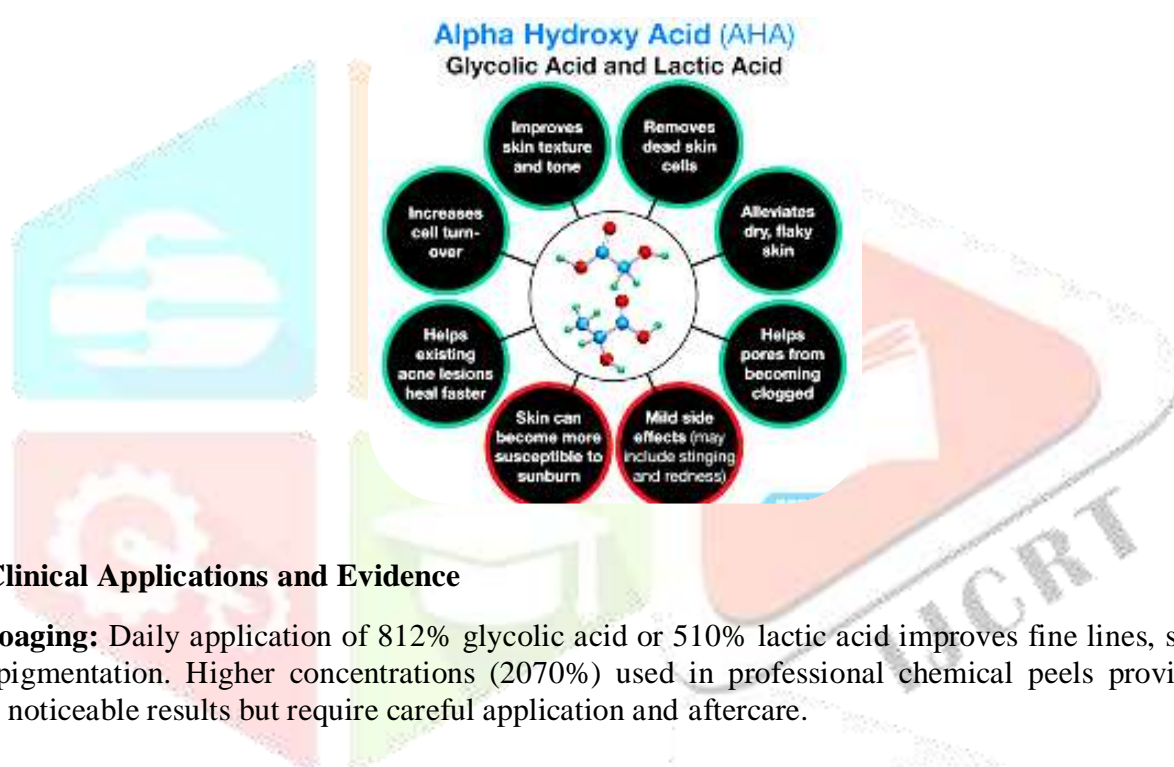 Alpha Hydroxy Acid (AHA)
Glycolic Acid and Lactic Acid
Improves
skin texture
and tone
Removes
dead skin
cells
Increases
cell turn-
over
Alleviates
dry, flaky
skin
Helps
existing
acne lesions
heal faster
Helps
pores from
becoming
clogged
Skin can
become more
susceptible to
sunburn
Mild side
effects (may
include stinging
and redness)
Clinical Applications and Evidence
oaging: Daily application of 812% glycolic acid or 510% lactic acid improves fine lines, s
pigmentation. Higher concentrations (2070%) used in professional chemical peels provi
noticeable results but require careful application and aftercare.
IJCRT